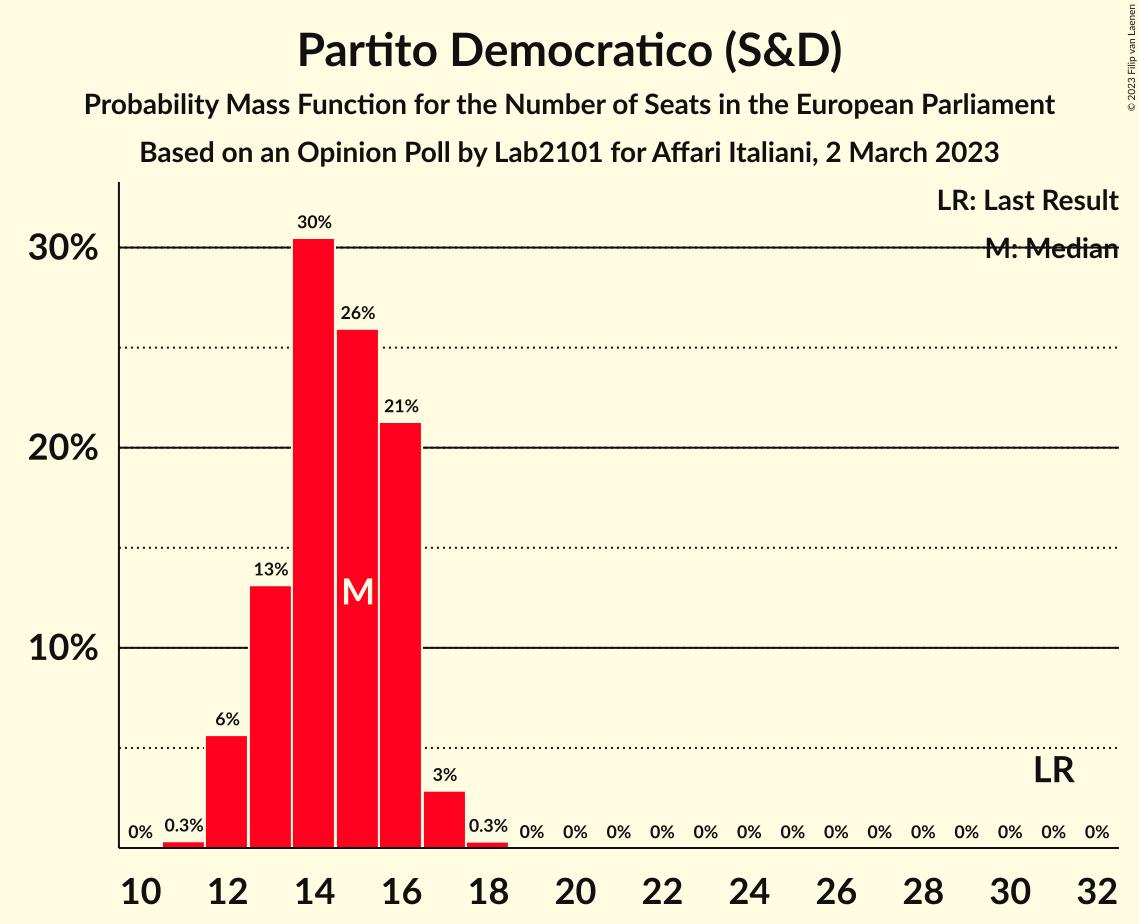 Partito Democratico (S&D)
Probability Mass Function for the Number of Seats in the European Parliament
Based on an Opinion Poll by Lab2101 for Affari Italiani, 2 March 2023
© 2023 Filip van Laenen
LR: Last Result
M: Median
30%
20%
10%
0% 0.3% 6% 13% 30% 26% 21% 3% 0.3% 0% 0% 0% 0% 0% 0% 0% 0% 0% 0% 0% 0% 0% 0%
M
LR
10 12 14 16 18 20 22 24 26 28 30 32